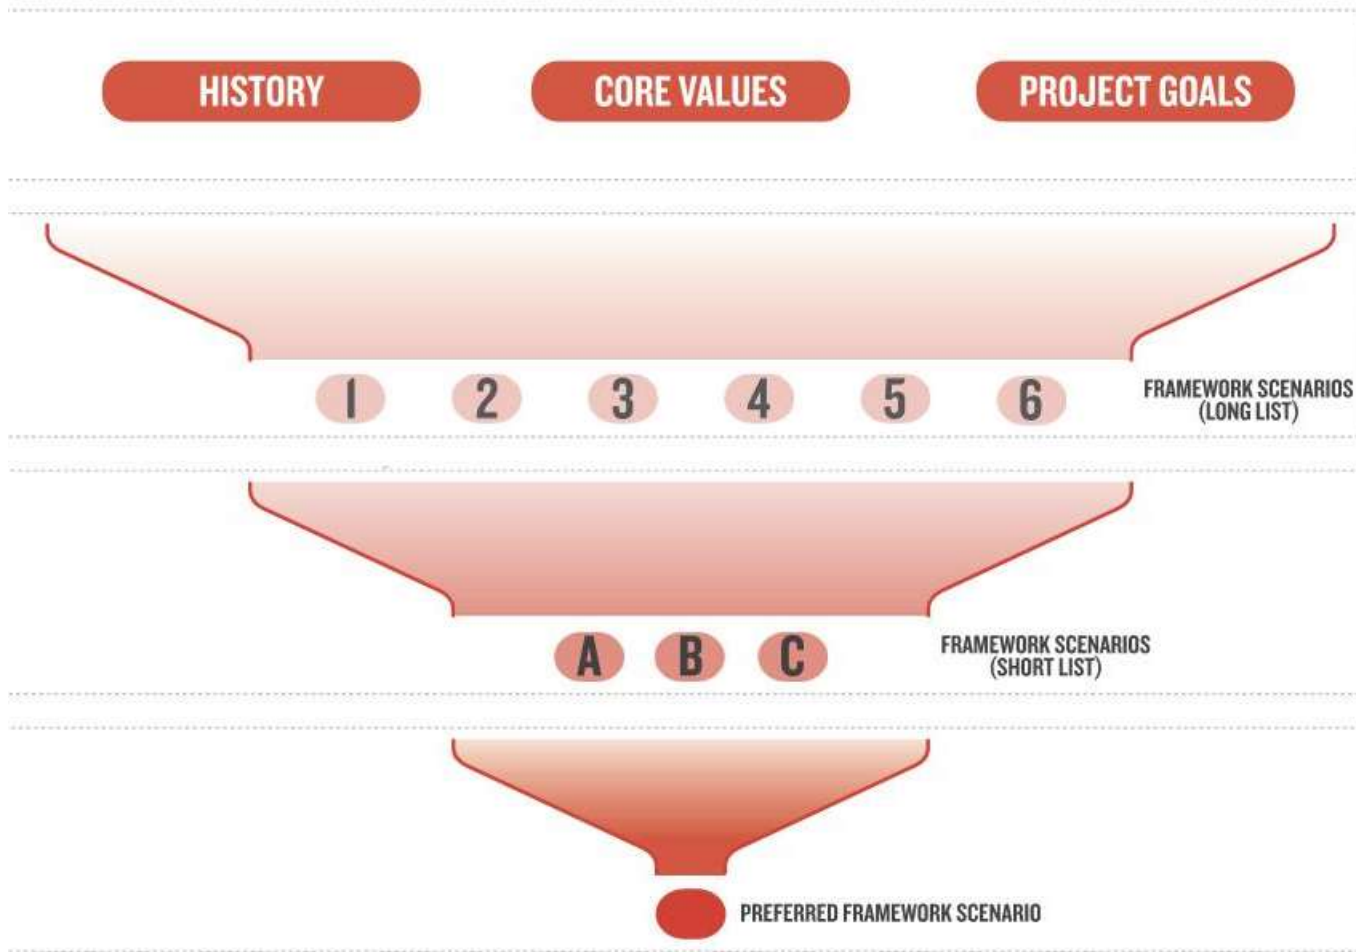 HISTORY
CORE VALUES
PROJECT GOALS
1
2
3
4
5
6
FRAMEWORK SCENARIOS
(LONG LIST)
A
B
C
FRAMEWORK SCENARIOS
(SHORT LIST)
PREFERRED FRAMEWORK SCENARIO